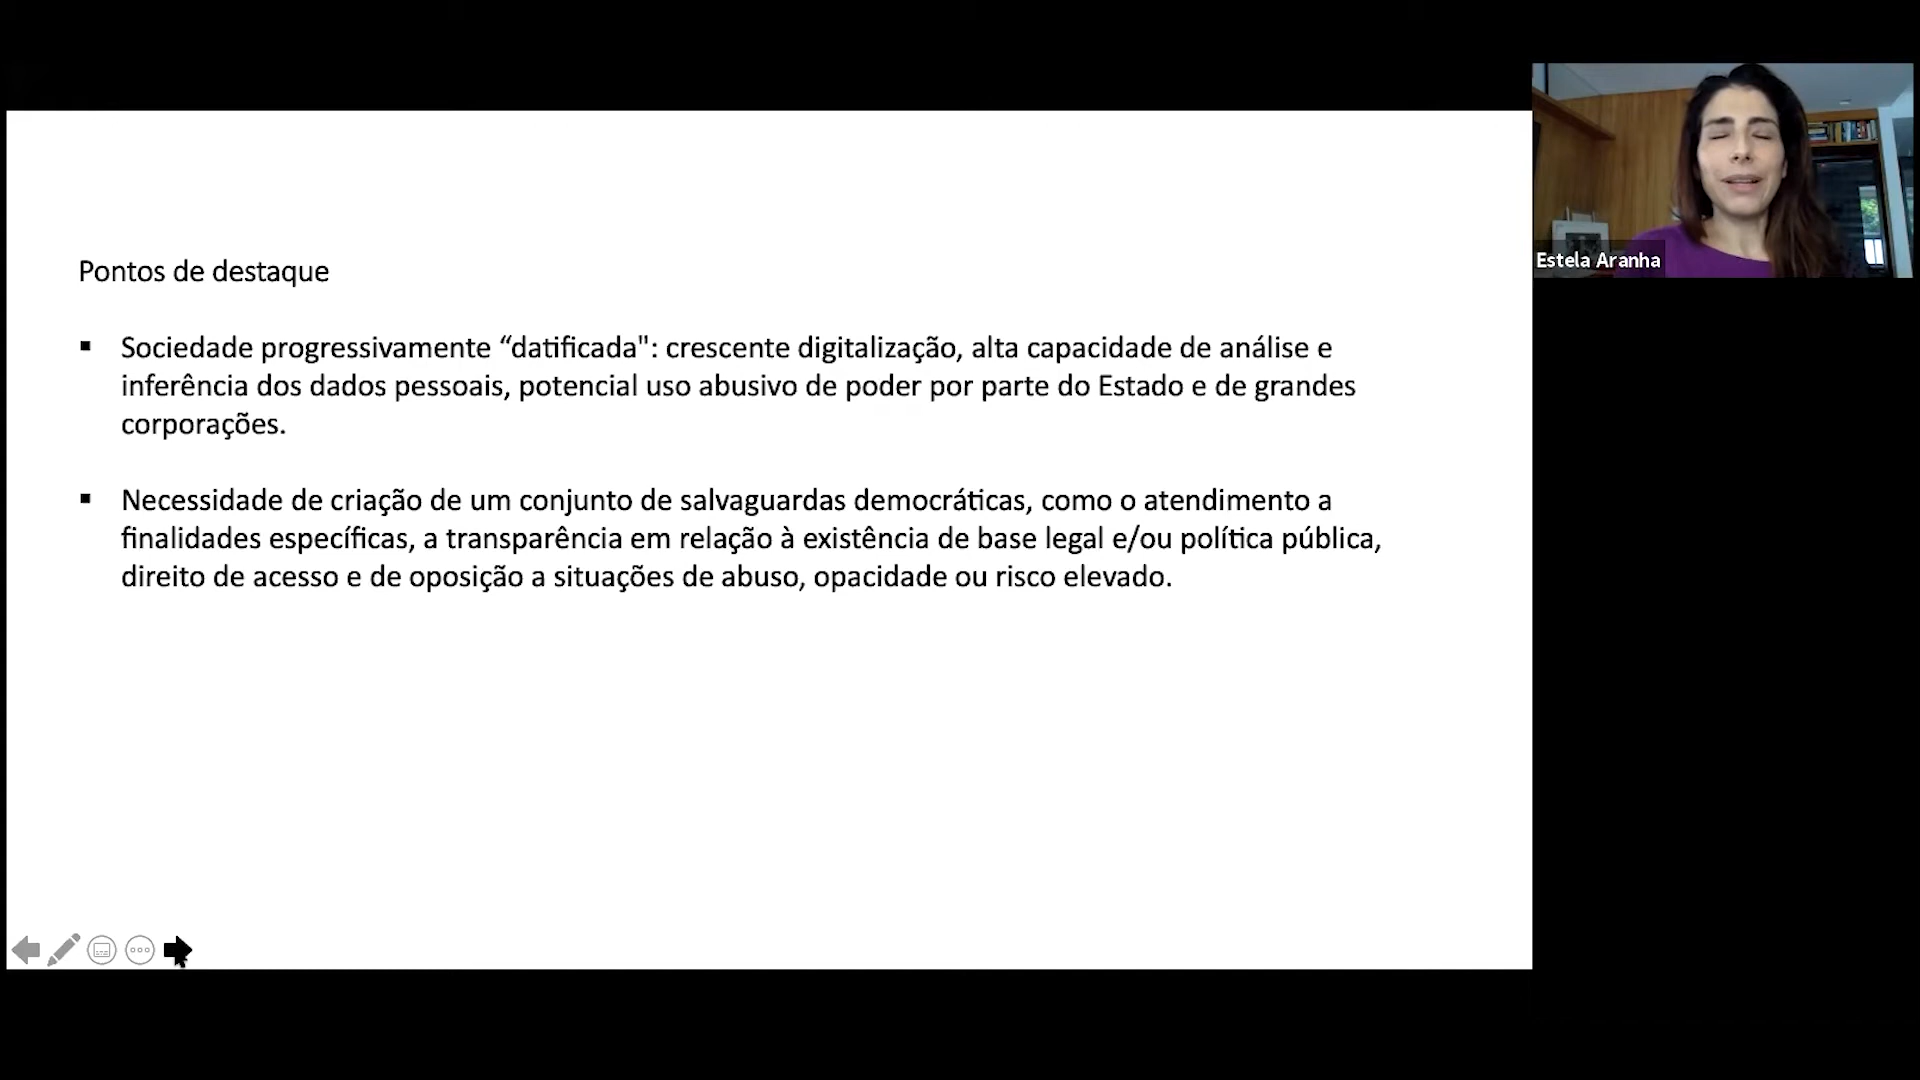 Pontos de destaque
▪ Sociedade progressivamente “datificada": crescente digitalização, alta capacidade de análise e
inferência dos dados pessoais, potencial uso abusivo de poder por parte do Estado e de grandes
corporações.
▪ Necessidade de criação de um conjunto de salvaguardas democráticas, como o atendimento a
finalidades específicas, a transparência em relação à existência de base legal e/ou política pública,
direito de acesso e de oposição a situações de abuso, opacidade ou risco elevado.
Estela Aranha